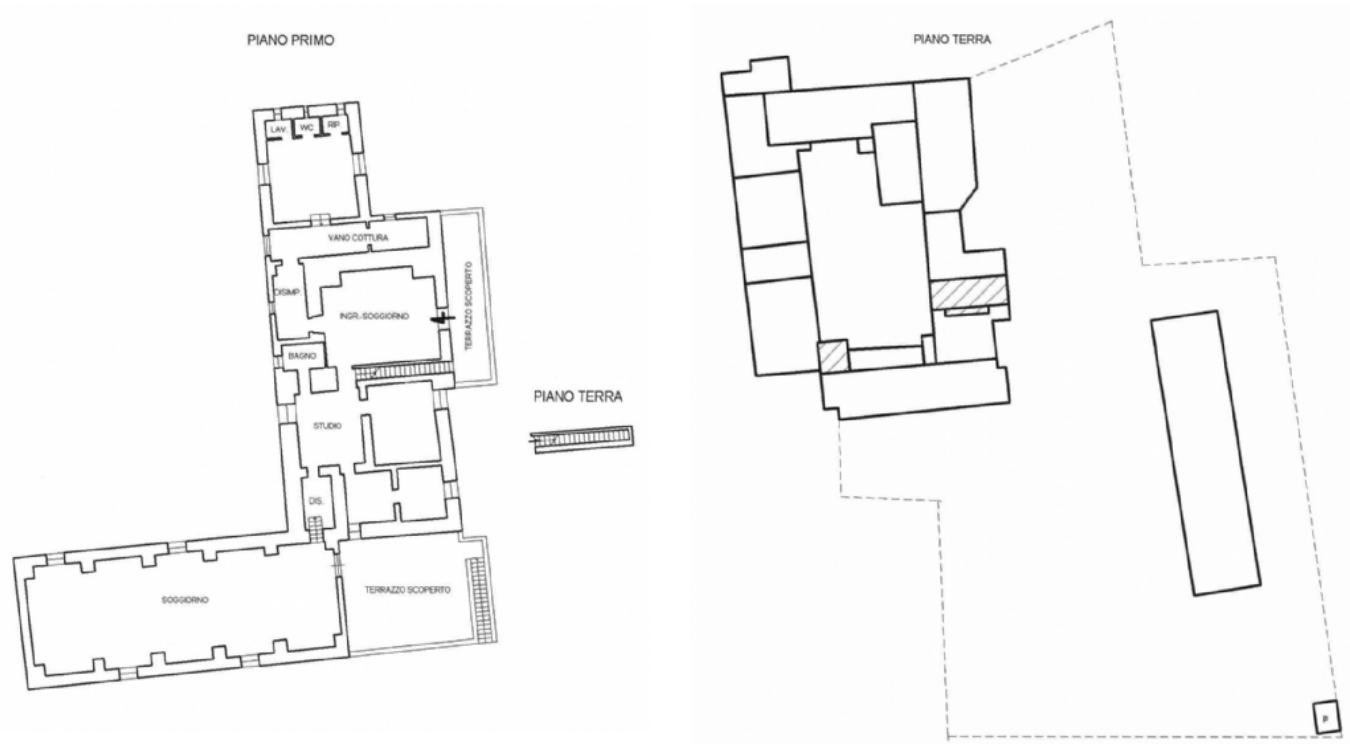 PIANO PRIMO
LAV.
WC
RIP.
VANO COTTURA
DISIMP.
INGR.-SOGGIORNO
TERRAZZO SCOPERTO
BAGNO
STUDIO
DIS.
SOGGIORNO
TERRAZZO SCOPERTO
PIANO TERRA
PIANO TERRA
P